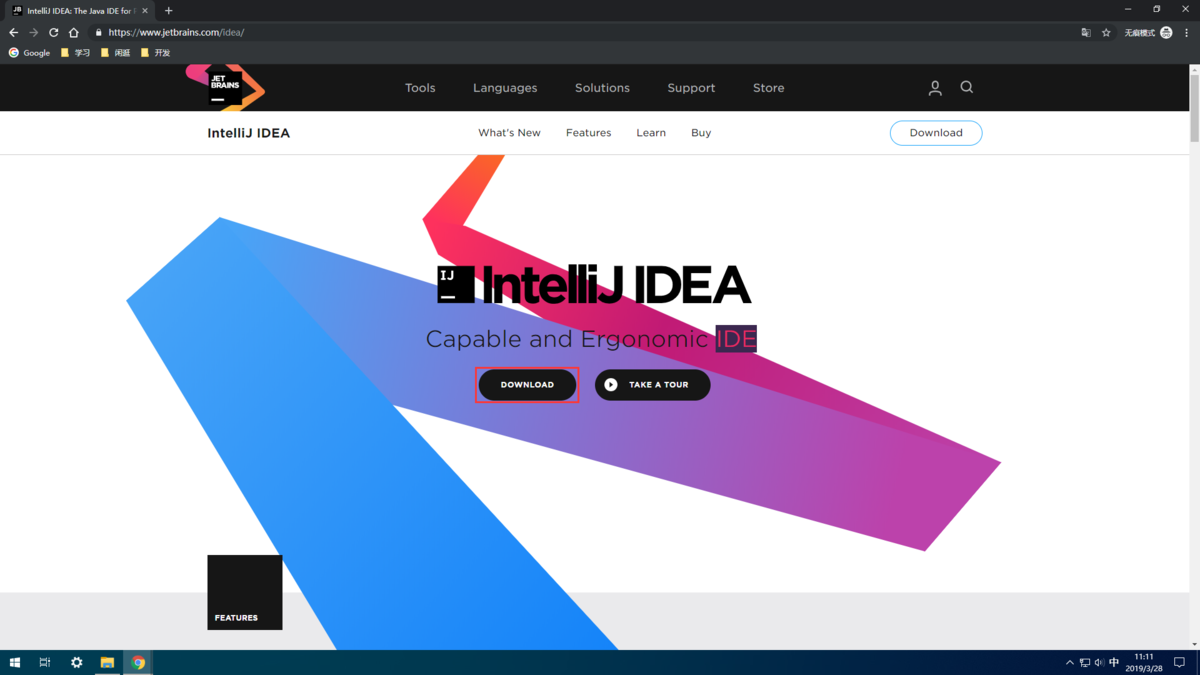 IntelliJ IDEA: The Java IDE for
https://www.jetbrains.com/idea/
无痕模式
Google 学习 闲逛 开发
JET
BRAINS
Tools Languages Solutions Support Store
IntelliJ IDEA What's New Features Learn Buy Download
IJ IntelliJ IDEA
Capable and Ergonomic IDE
DOWNLOAD TAKE A TOUR
FEATURES
中 11:11
2019/3/28